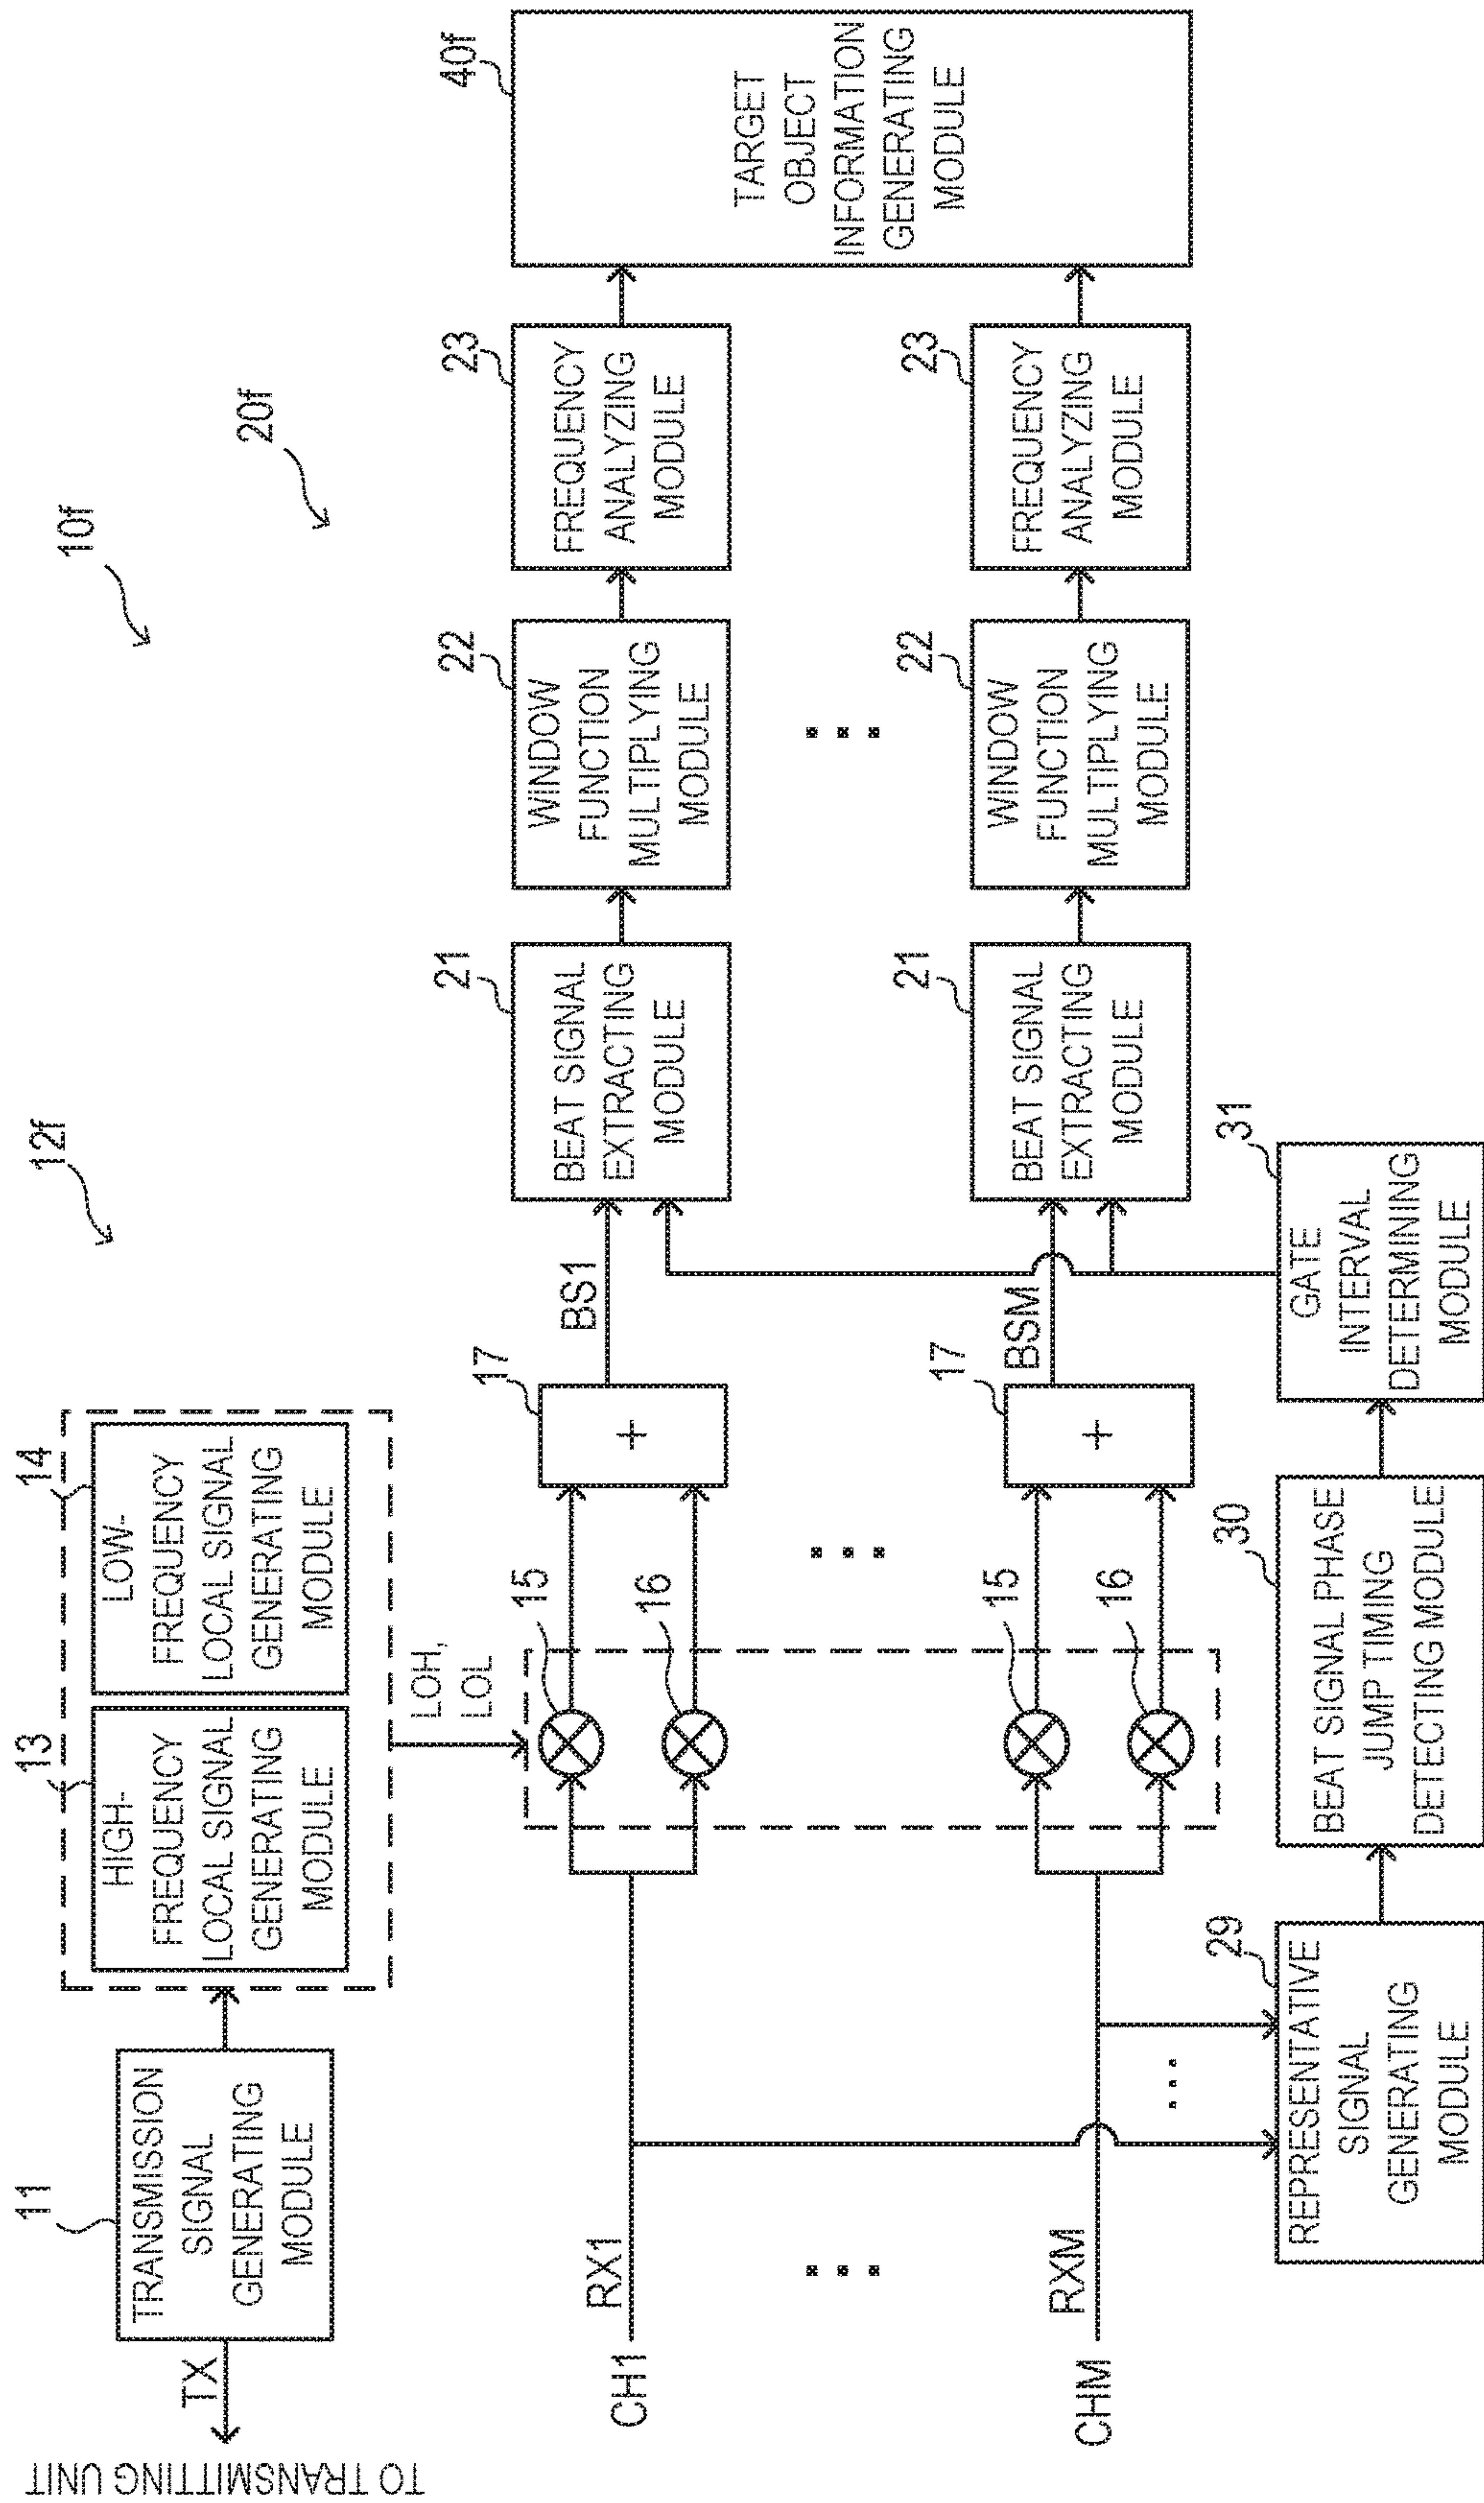 12f
10f
20f
11
TRANSMISSION
SIGNAL
GENERATING
MODULE
TX
TO TRANSMITTING UNIT
13
HIGH-
FREQUENCY
LOCAL SIGNAL
GENERATING
MODULE
14
LOW-
FREQUENCY
LOCAL SIGNAL
GENERATING
MODULE
LOH,
LOL
CH1
RX1
15
16
17
+
BS1
21
BEAT SIGNAL
EXTRACTING
MODULE
22
WINDOW
FUNCTION
MULTIPLYING
MODULE
23
FREQUENCY
ANALYZING
MODULE
40f
TARGET
OBJECT
INFORMATION
GENERATING
MODULE
CHM
RXM
15
16
17
+
BSM
21
BEAT SIGNAL
EXTRACTING
MODULE
22
WINDOW
FUNCTION
MULTIPLYING
MODULE
23
FREQUENCY
ANALYZING
MODULE
29
REPRESENTATIVE
SIGNAL
GENERATING
MODULE
30
BEAT SIGNAL PHASE
JUMP TIMING
DETECTING MODULE
31
GATE
INTERVAL
DETERMINING
MODULE